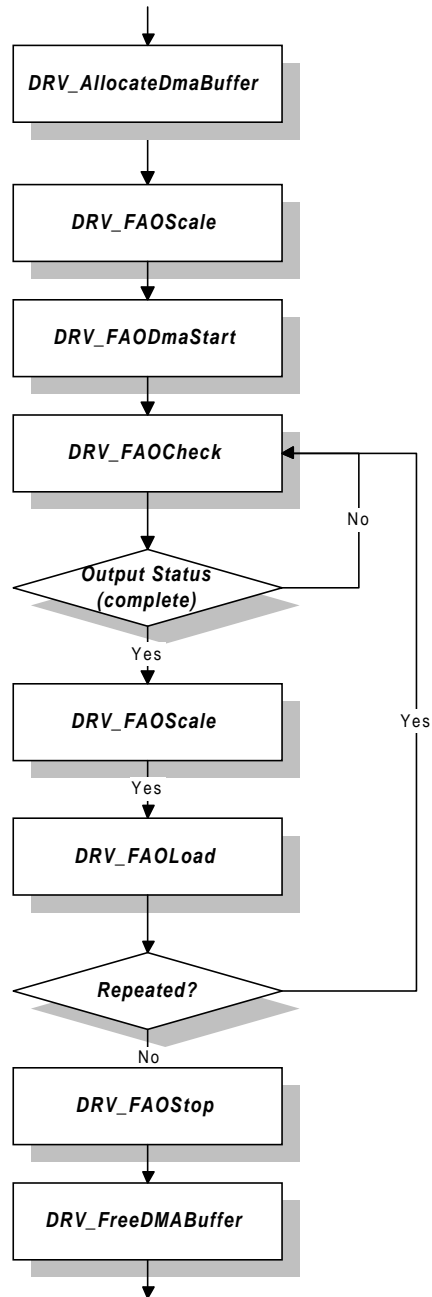 DRV_AllocateDmaBuffer
DRV_FAOScale
DRV_FAODmaStart
DRV_FAOCheck
No
Output Status
(complete)
Yes
DRV_FAOScale
Yes
Yes
DRV_FAOLoad
Repeated?
No
DRV_FAOStop
DRV_FreeDMABuffer